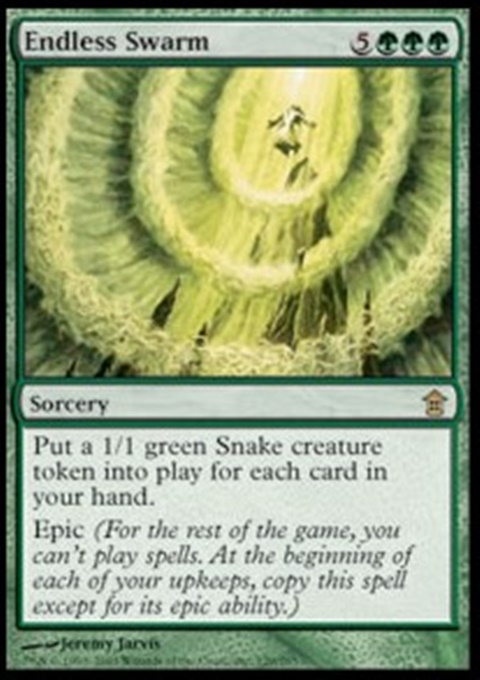 Endless Swarm 5
Sorcery
Put a 1/1 green Snake creature
token into play for each card in
your hand.
Epic (For the rest of the game, you
can't play spells. At the beginning of
each of your upkeeps, copy this spell
except for its epic ability.)
Jeremy Jarvis